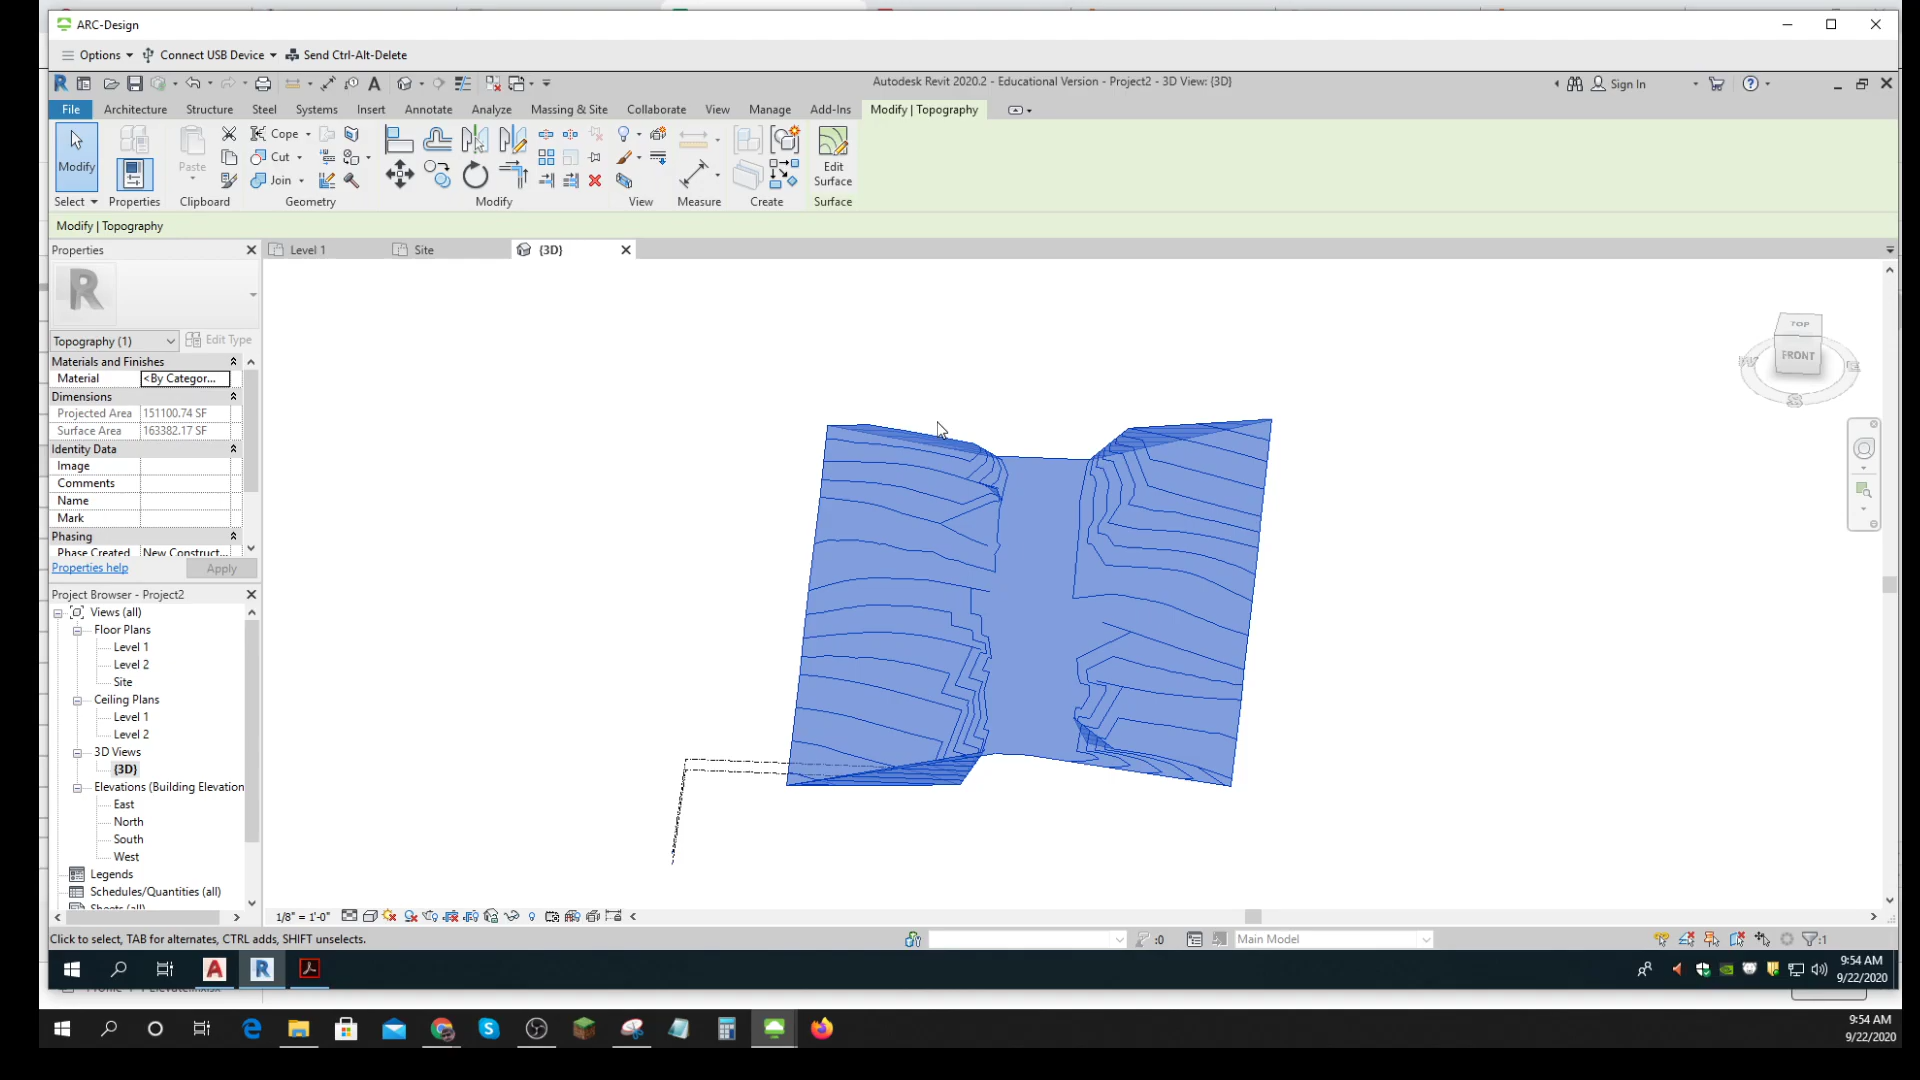 ARC-Design
Options Connect USB Device Send Ctrl-Alt-Delete
Autodesk Revit 2020.2 - Educational Version - Project2 - 3D View: {3D}
Sign In
File Architecture Structure Steel Systems Insert Annotate Analyze Massing & Site Collaborate View Manage Add-Ins Modify | Topography
Modify
Paste
Cope
Cut
Join
Edit
Surface
Select Properties Clipboard Geometry Modify View Measure Create Surface
Modify | Topography
Properties
Level 1
Site
{3D}
Topography (1)
Edit Type
Materials and Finishes
Material <By Categor...
Dimensions
Projected Area 151100.74 SF
Surface Area 163382.17 SF
Identity Data
Image
Comments
Name
Mark
Phasing
Phase Created New Construct...
Properties help
Apply
TOP
FRONT
Project Browser - Project2
Views (all)
Floor Plans
Level 1
Level 2
Site
Ceiling Plans
Level 1
Level 2
3D Views
{3D}
Elevations (Building Elevation
East
North
South
West
Legends
Schedules/Quantities (all)
Sheets (all)
1/8" = 1'-0"
Click to select, TAB for alternates, CTRL adds, SHIFT unselects.
:0
Main Model
:1
9:54 AM
9/22/2020
9:54 AM
9/22/2020